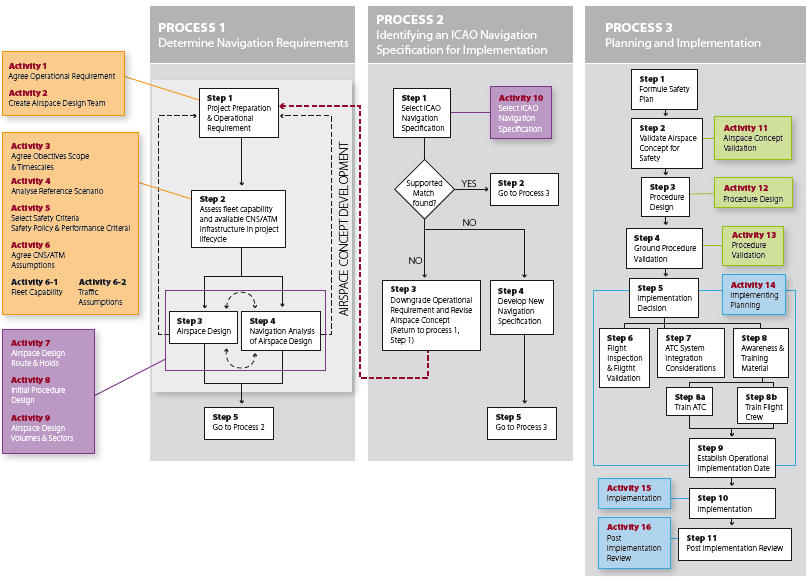 PROCESS 1
Determine Navigation Requirements
PROCESS 2
Identifying an ICAO Navigation
Specification for Implementation
PROCESS 3
Planning and Implementation
Activity 1
Agree Operational Requirement
Activity 2
Create Airspace Design Team
Activity 3
Agree Obectives Scope
& Timescales
Activity 4
Analyse Reference Scenario
Activity 5
Select Safety Criteria
Safety Policy & Performance Criteral
Activity 6
Agree CNS/ATM
Assumptions
Activity 6-1
Fleet Capability
Activity 6-2
Traffic
Assumptions
Activity 7
Airspace Design
Route & Holds
Activity 8
Initial Procedure
Design
Activity 9
Airspace Design
Volumes & Sectors
Step 1
Project Preparation
& Operational
Requirement
Step 2
Assess fleet capability
and available CNS/ATM
infrastructure in project
lifecycle
Step 3
Airspace Design
Step 4
Navigation Analysis
of Airspace Design
Step 5
Go to Process 2
AIRSPACE CONCEPT DEVELOPMENT
Step 1
Select ICAO
Navigation
Specification
Activity 10
Select ICAO
Navigation
Specification
Supported
Match
found?
YES
Step 2
Go to Process 3
NO
NO
Step 3
Downgrade Operational
Requirement and Revise
Airspace Concept
(Return to process 1,
Step 1)
Step 4
Develop New
Navigation
Specification
Step 5
Go to Process 3
Step 1
Formule Safety
Plan
Step 2
Validate Airspace
Concept for
Safety
Activity 11
Airspace Concept
Validation
Step 3
Procedure
Design
Activity 12
Procedure Design
Step 4
Ground Procedure
Validation
Activity 13
Procedure
Validation
Step 5
Implementation
Decision
Activity 14
Implementing
Planning
Step 6
Flight
Inspection
& Flught
Validation
Step 7
ATC System
Integration
Considerations
Step 8
Awareness &
Training
Material
Step 8a
Train ATC
Step 8b
Train Flight
Crew
Step 9
Establish Operational
Implementation Date
Activity 15
Implementation
Step 10
Implementation
Activity 16
Post
Implementation
Review
Step 11
Post Implementation Review